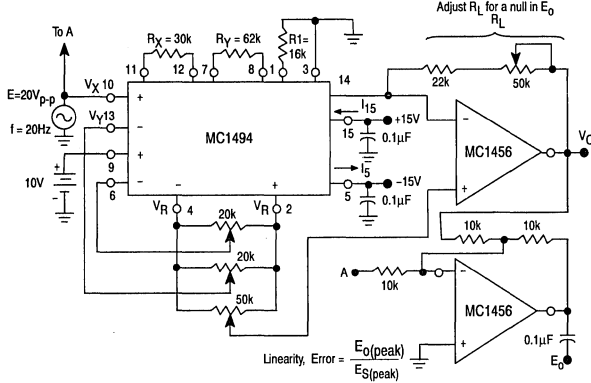 Adjust R_L for a null in E_o
R_L
To A
R_X = 30k
R_Y = 62k
R1=
16k
11
12
7
8
1
3
14
22k
50k
V_X 10
E=20V_p-p
f = 20Hz
V_Y13
9
10V
6
+
−
+
−
MC1494
I_15
+15V
15
0.1µF
I_5
−15V
5
0.1µF
−
+
V_R
4
V_R
2
20k
20k
50k
−
MC1456
+
V_O
10k
10k
A
10k
−
MC1456
+
0.1µF
E_o
Linearity, Error = E_o(peak)
E_S(peak)